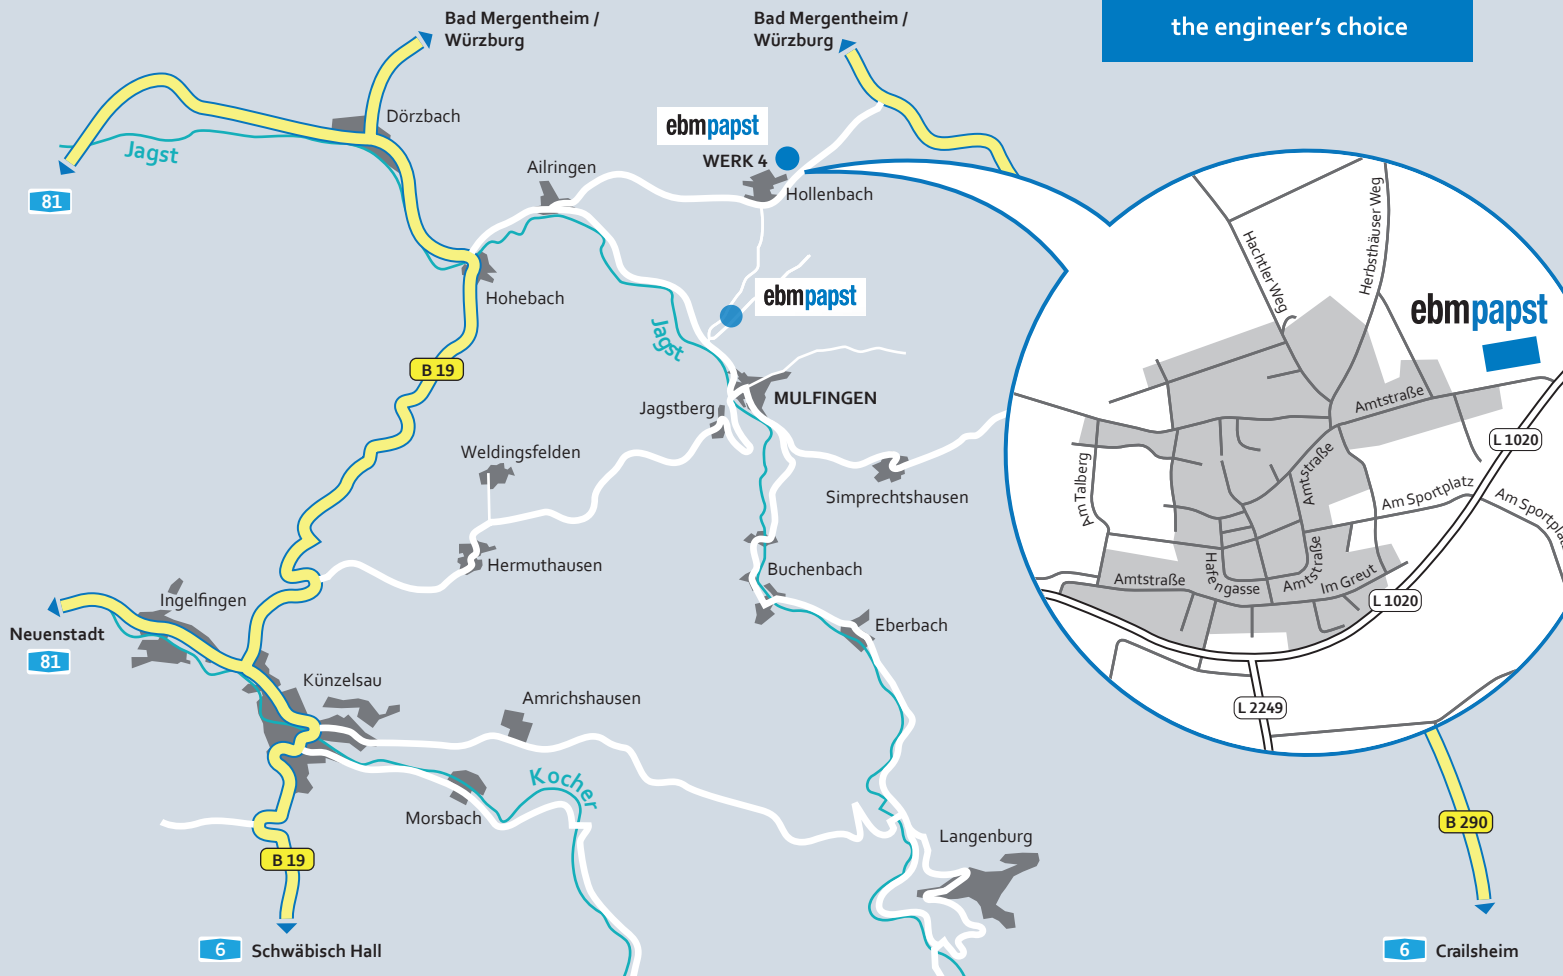 Bad Mergentheim /
Würzburg
Bad Mergentheim /
Würzburg
the engineer's choice
Dörzbach
ebmpapst
WERK 4
Jagst
Ailringen
Hollenbach
81
Hohebach
ebmpapst
Jagst
B 19
Jagstberg
MULFINGEN
Weldingsfelden
Simprechtshausen
Hermuthausen
Buchenbach
Ingelfingen
Eberbach
Neuenstadt
81
Künzelsau
Amrichshausen
Kocher
Morsbach
Langenburg
B 19
6 Schwäbisch Hall
Hachtler Weg
Herbsthäuser Weg
ebmpapst
Amtstraße
L 1020
Am Talberg
Amtstraße
Am Sportplatz
Am Sportplatz
Hafengasse
Amtstraße
Amtstraße
Im Greut
L 1020
L 2249
B 290
6 Crailsheim